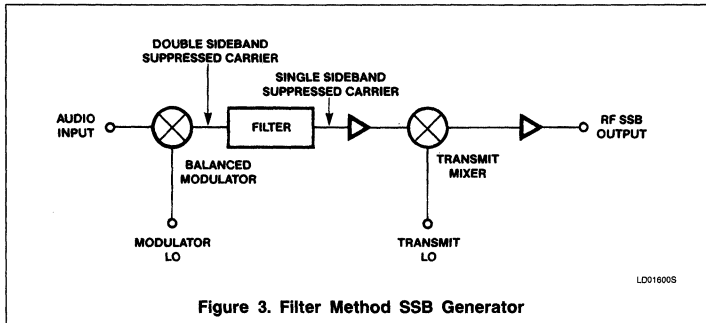 DOUBLE SIDEBAND
SUPPRESSED CARRIER
SINGLE SIDEBAND
SUPPRESSED CARRIER
AUDIO
INPUT
FILTER
RF SSB
OUTPUT
BALANCED
MODULATOR
TRANSMIT
MIXER
MODULATOR
LO
TRANSMIT
LO
LD01600S
Figure 3. Filter Method SSB Generator